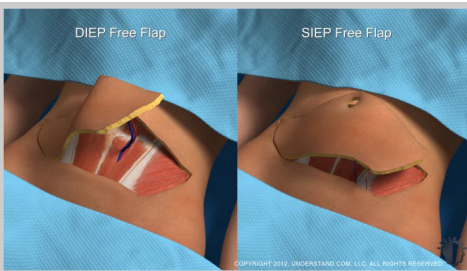 DIEP Free Flap
SIEP Free Flap
COPYRIGHT 2012, UNDERSTAND.COM, LLC. ALL RIGHTS RESERVED.